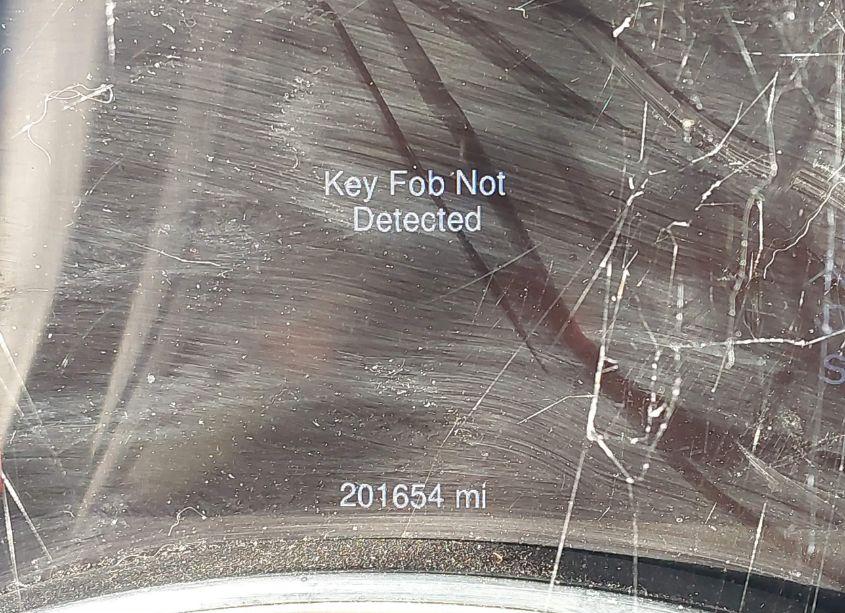 Key Fob Not
Detected
201654 mi